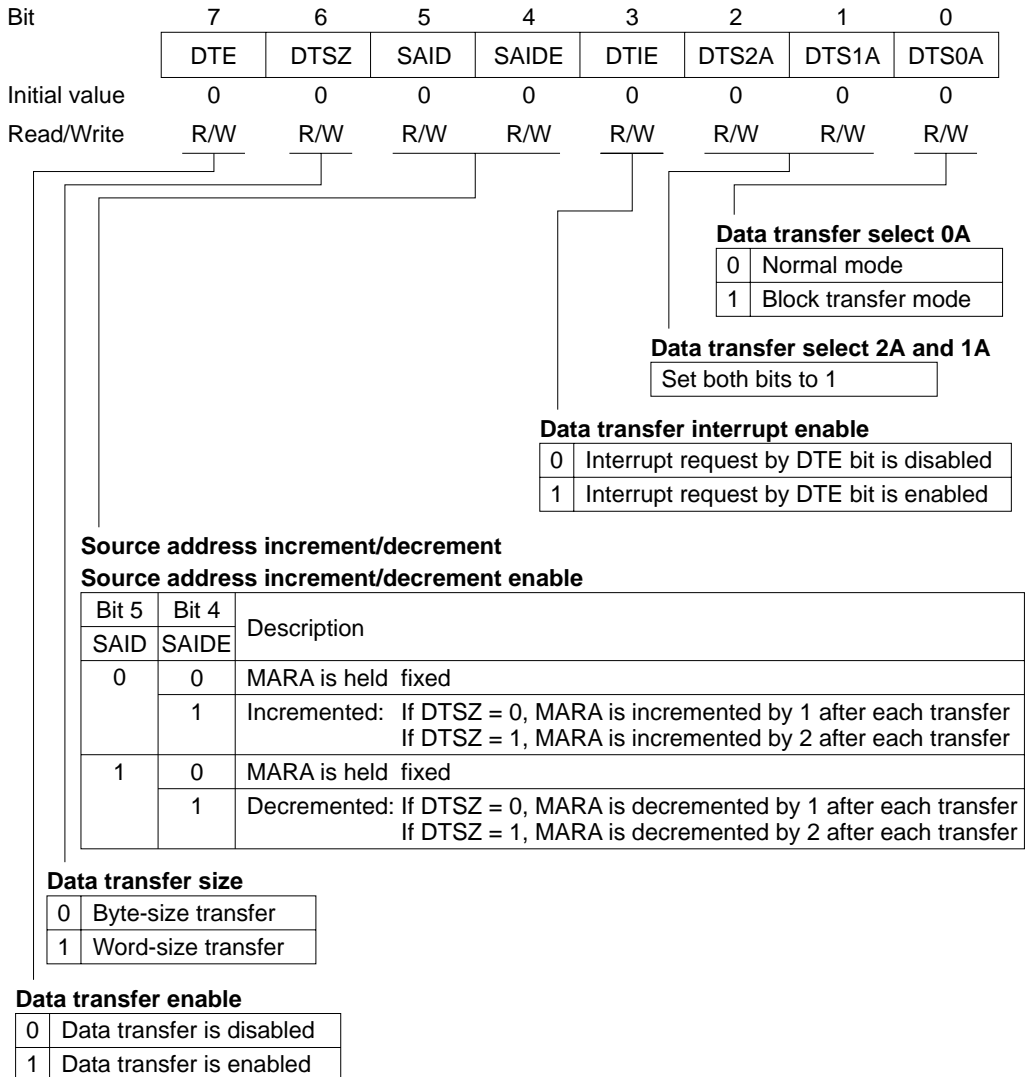 Bit 7 6 5 4 3 2 1 0
DTE DTSZ SAID SAIDE DTIE DTS2A DTS1A DTS0A
Initial value 0 0 0 0 0 0 0 0
Read/Write R/W R/W R/W R/W R/W R/W R/W R/W
Data transfer select 0A
0 Normal mode
1 Block transfer mode
Data transfer select 2A and 1A
Set both bits to 1
Data transfer interrupt enable
0 Interrupt request by DTE bit is disabled
1 Interrupt request by DTE bit is enabled
Source address increment/decrement
Source address increment/decrement enable
Bit 5 Bit 4 Description
SAID SAIDE
0 0 MARA is held fixed
1 Incremented: If DTSZ = 0, MARA is incremented by 1 after each transfer
If DTSZ = 1, MARA is incremented by 2 after each transfer
1 0 MARA is held fixed
1 Decremented: If DTSZ = 0, MARA is decremented by 1 after each transfer
If DTSZ = 1, MARA is decremented by 2 after each transfer
Data transfer size
0 Byte-size transfer
1 Word-size transfer
Data transfer enable
0 Data transfer is disabled
1 Data transfer is enabled